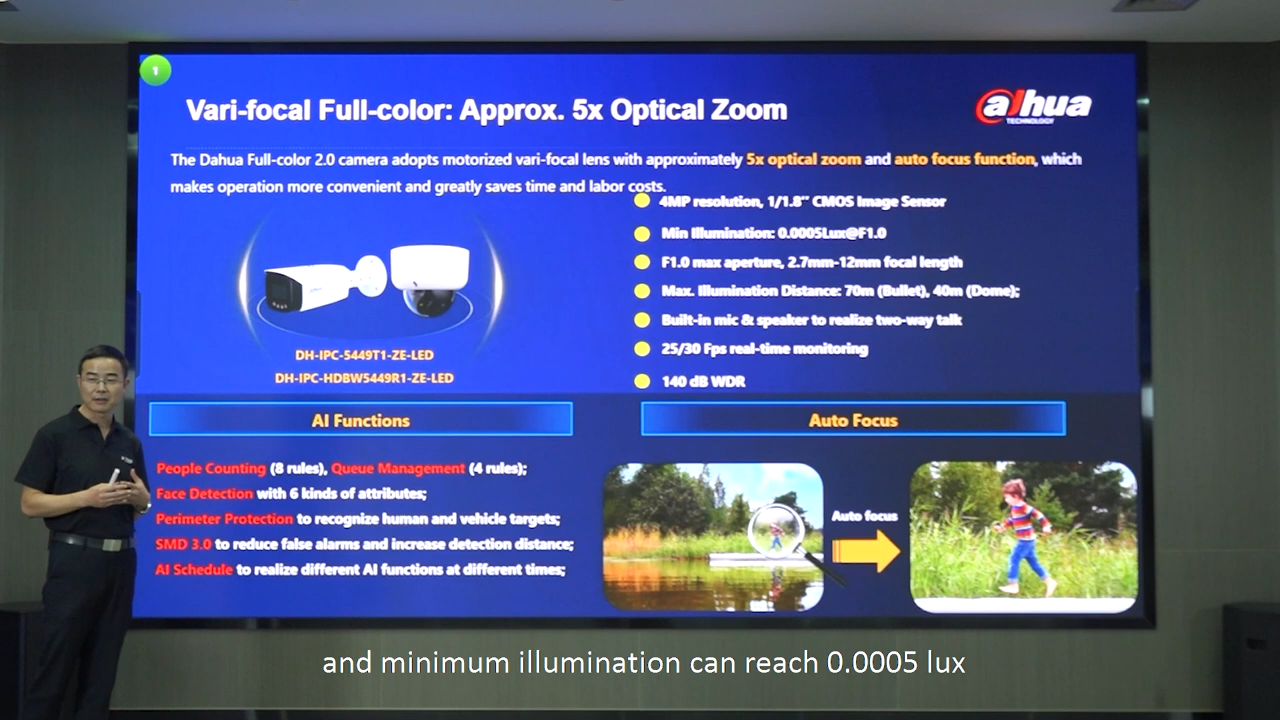 1
Vari-focal Full-color: Approx. 5x Optical Zoom
alhua
TECHNOLOGY
The Dahua Full-color 2.0 camera adopts motorized vari-focal lens with approximately 5x optical zoom and auto focus function, which
makes operation more convenient and greatly saves time and labor costs.
4MP resolution, 1/1.8” CMOS Image Sensor
Min Illumination: 0.0005Lux@F1.0
F1.0 max aperture, 2.7mm-12mm focal length
Max. Illumination Distance: 70m (Bullet), 40m (Dome);
Built-in mic & speaker to realize two-way talk
25/30 Fps real-time monitoring
140 dB WDR
DH-IPC-5449T1-ZE-LED
DH-IPC-HDBW5449R1-ZE-LED
AI Functions
People Counting (8 rules), Queue Management (4 rules);
Face Detection with 6 kinds of attributes;
Perimeter Protection to recognize human and vehicle targets;
SMD 3.0 to reduce false alarms and increase detection distance;
AI Schedule to realize different AI functions at different times;
Auto Focus
Auto focus
and minimum illumination can reach 0.0005 lux